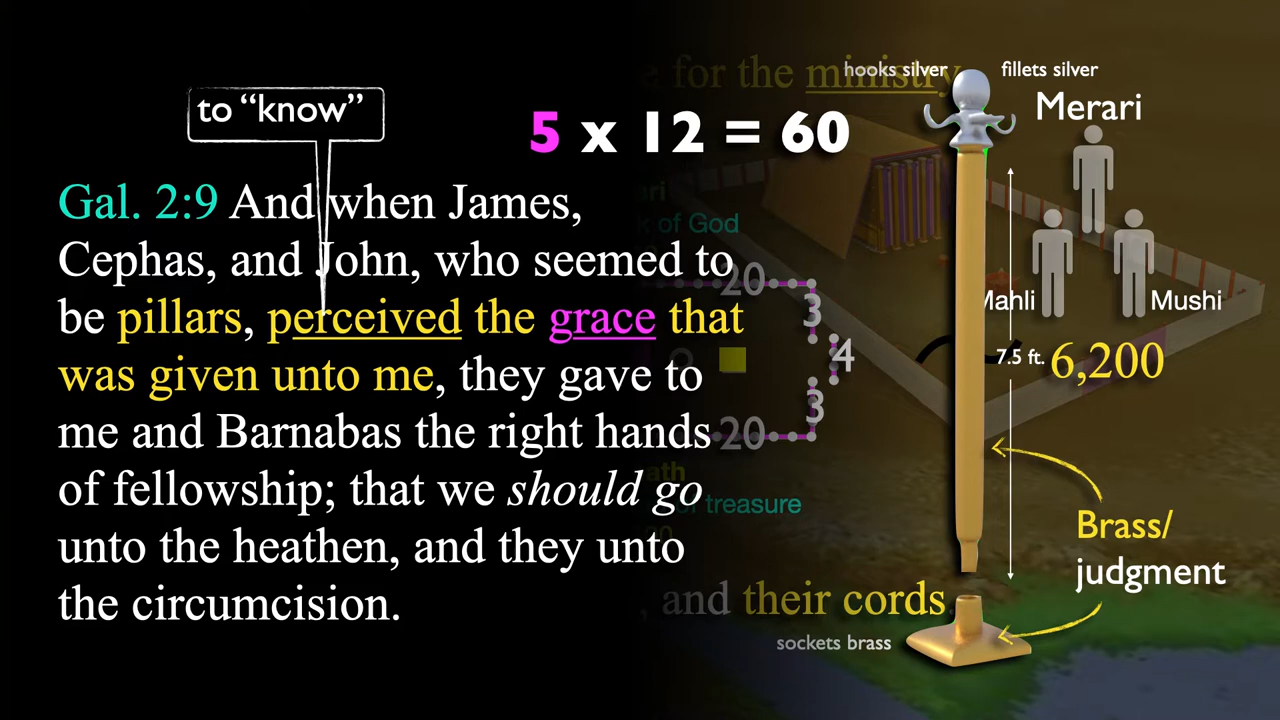 e for the ministry
hooks silver
fillets silver
to “know”
5 x 12 = 60
Merari
Gal. 2:9 And when James,
Cephas, and John, who seemed to
be pillars, perceived the grace that
was given unto me, they gave to
me and Barnabas the right hands
of fellowship; that we should go
unto the heathen, and they unto
the circumcision.
ari
of God
20
3
4
3
20
ath
treasure
Mahli
Mushi
7.5 ft.
6,200
Brass/
judgment
, and their cords
sockets brass